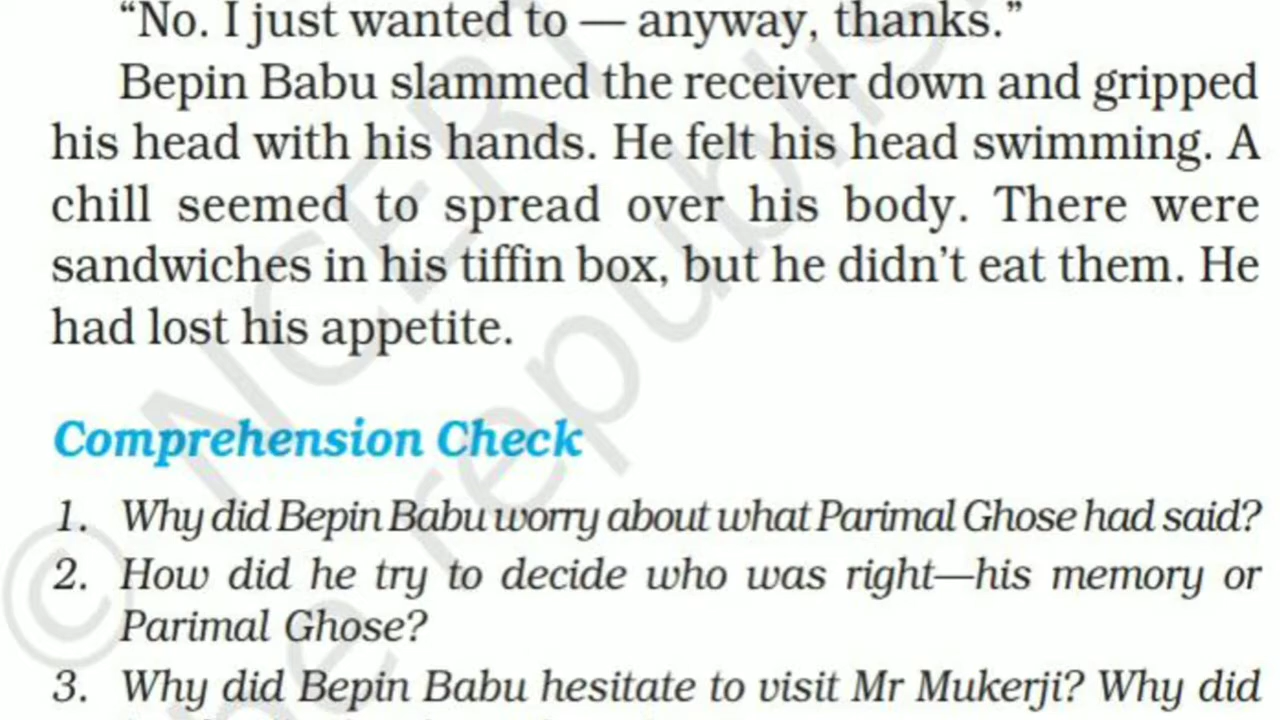 “No. I just wanted to — anyway, thanks.”
Bepin Babu slammed the receiver down and gripped
his head with his hands. He felt his head swimming. A
chill seemed to spread over his body. There were
sandwiches in his tiffin box, but he didn’t eat them. He
had lost his appetite.
Comprehension Check
1. Why did Bepin Babu worry about what Parimal Ghose had said?
2. How did he try to decide who was right—his memory or
Parimal Ghose?
3. Why did Bepin Babu hesitate to visit Mr Mukerji? Why did
© NCERT
republis
he